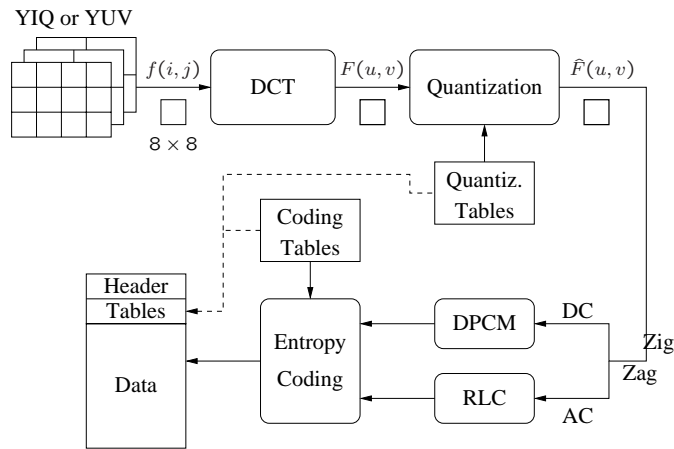 YIQ or YUV
f(i, j)
8 × 8
DCT
F(u, v)
Quantization
F̂(u, v)
Quantiz.
Tables
Coding
Tables
Header
Tables
Data
Entropy
Coding
DPCM
DC
RLC
AC
Zig
Zag